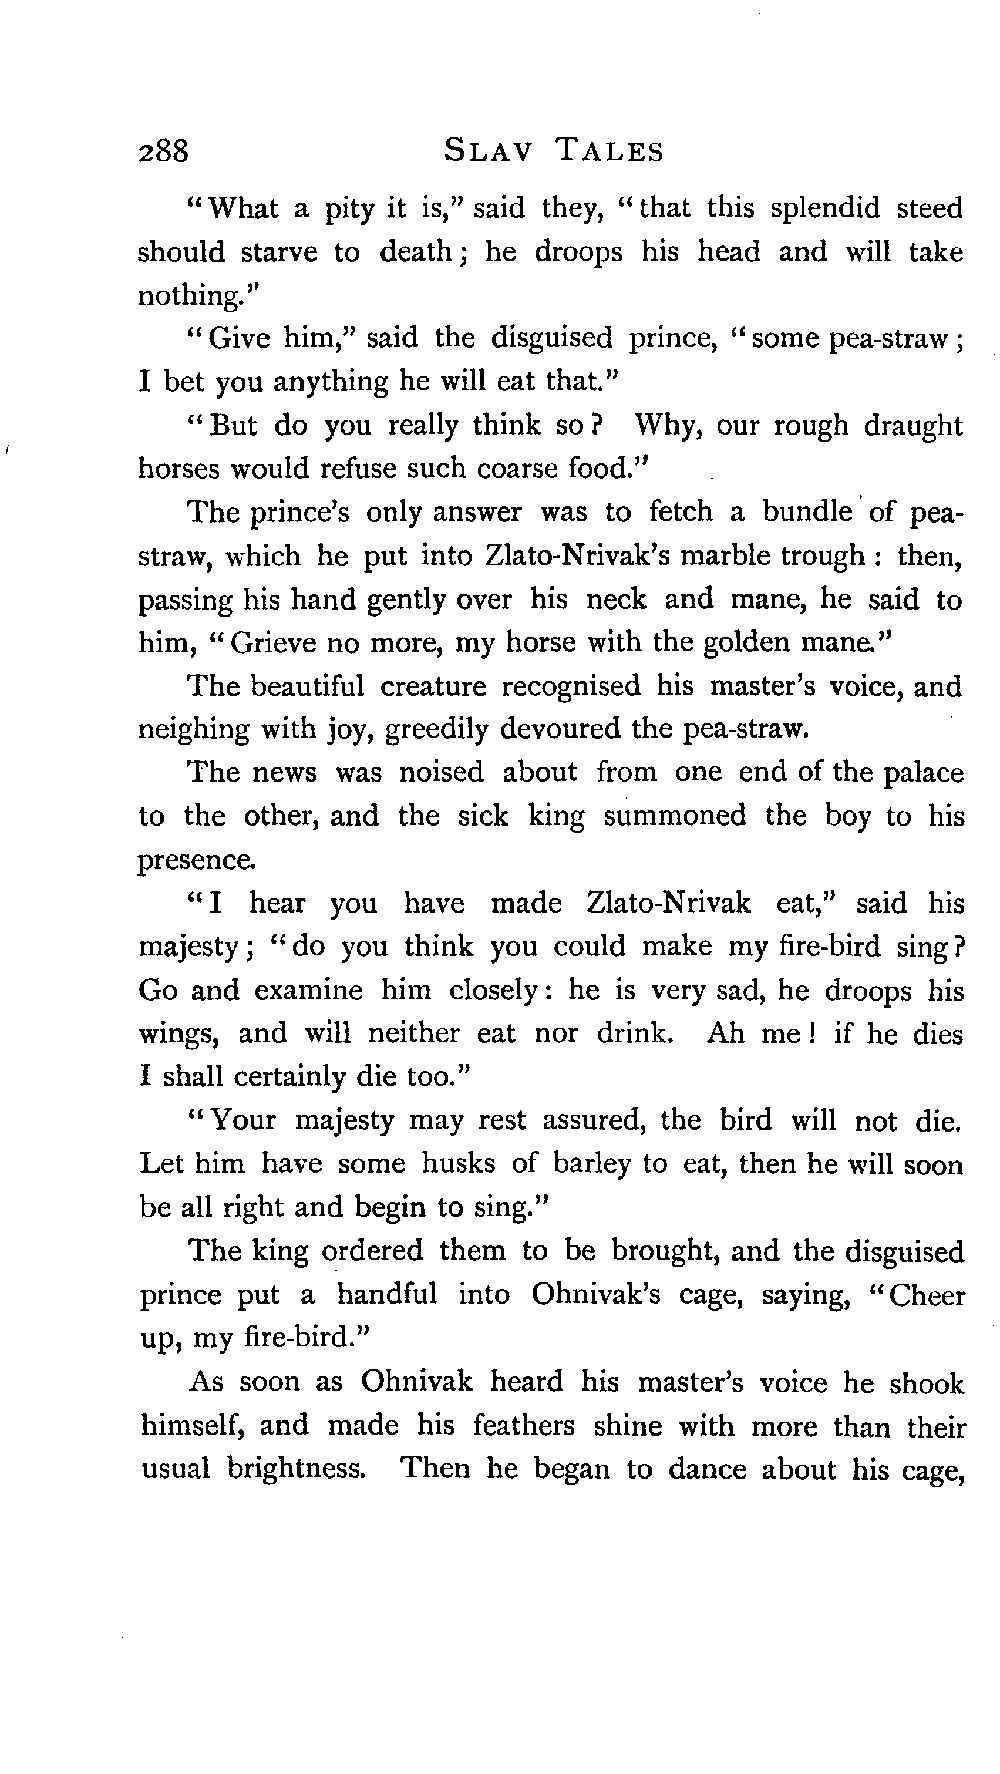 288 SLAV TALES
"What a pity it is," said they, "that this splendid steed
should starve to death; he droops his head and will take
nothing."
"Give him," said the disguised prince, "some pea-straw;
I bet you anything he will eat that."
"But do you really think so? Why, our rough draught
horses would refuse such coarse food."
The prince's only answer was to fetch a bundle of pea-
straw, which he put into Zlato-Nrivak's marble trough: then,
passing his hand gently over his neck and mane, he said to
him, "Grieve no more, my horse with the golden mane."
The beautiful creature recognised his master's voice, and
neighing with joy, greedily devoured the pea-straw.
The news was noised about from one end of the palace
to the other, and the sick king summoned the boy to his
presence.
"I hear you have made Zlato-Nrivak eat," said his
majesty; "do you think you could make my fire-bird sing?
Go and examine him closely: he is very sad, he droops his
wings, and will neither eat nor drink. Ah me! if he dies
I shall certainly die too."
"Your majesty may rest assured, the bird will not die.
Let him have some husks of barley to eat, then he will soon
be all right and begin to sing."
The king ordered them to be brought, and the disguised
prince put a handful into Ohnivak's cage, saying, "Cheer
up, my fire-bird."
As soon as Ohnivak heard his master's voice he shook
himself, and made his feathers shine with more than their
usual brightness. Then he began to dance about his cage,